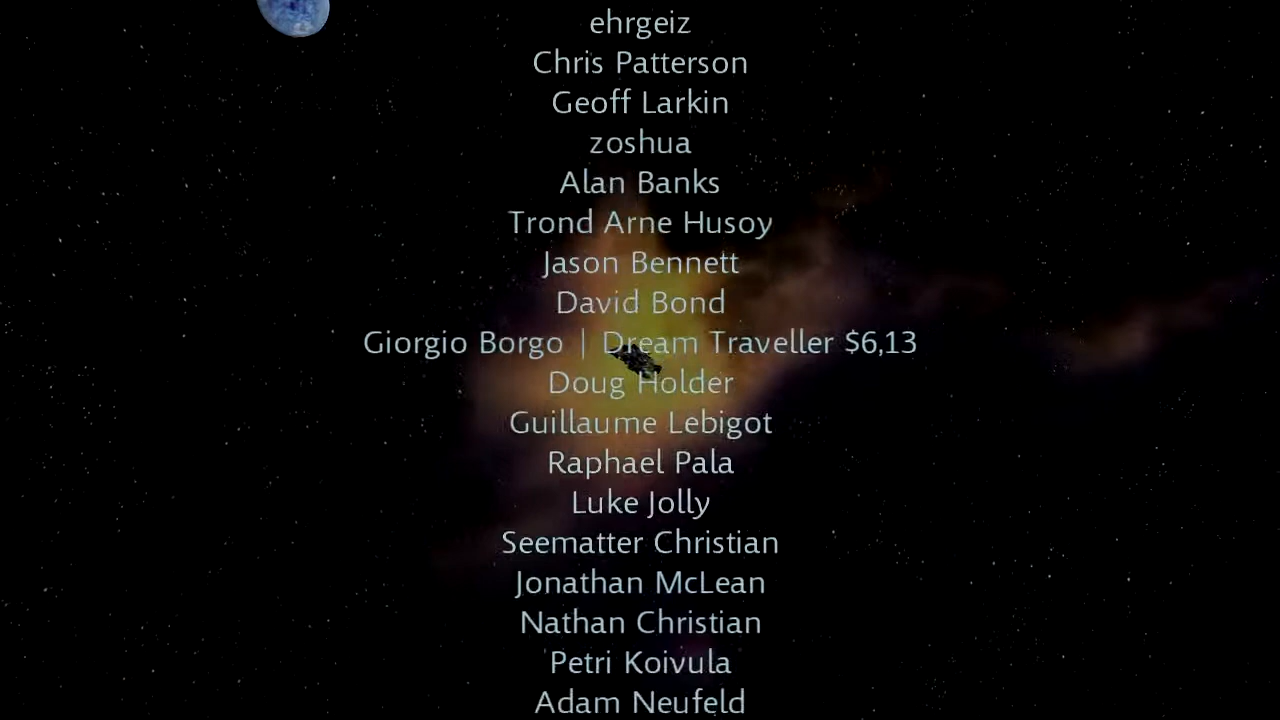 ehrgeiz
Chris Patterson
Geoff Larkin
zoshua
Alan Banks
Trond Arne Husoy
Jason Bennett
David Bond
Giorgio Borgo | Dream Traveller $6,13
Doug Holder
Guillaume Lebigot
Raphael Pala
Luke Jolly
Seematter Christian
Jonathan McLean
Nathan Christian
Petri Koivula
Adam Neufeld